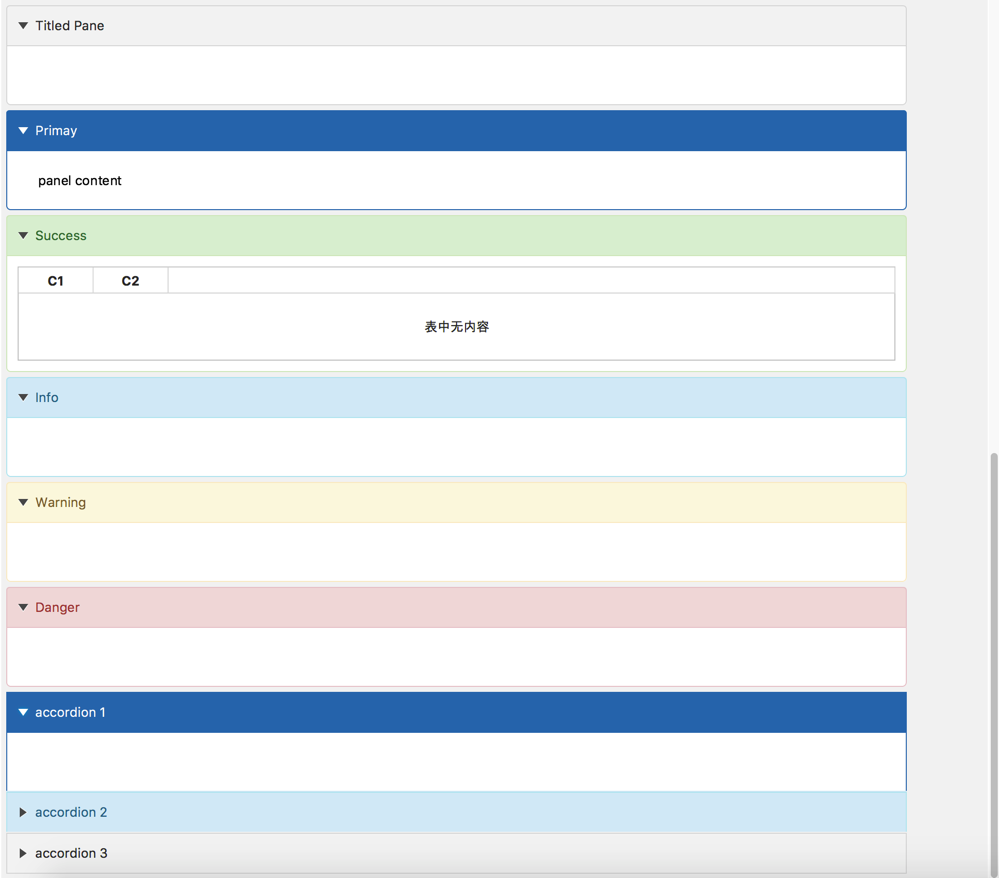 Titled Pane
Primay
panel content
Success
C1 C2
表中无内容
Info
Warning
Danger
accordion 1
accordion 2
accordion 3